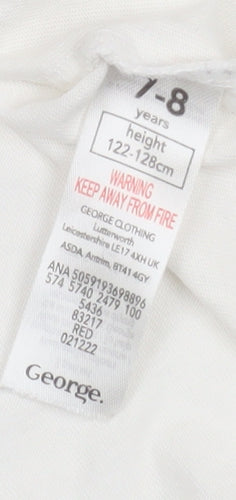 7-8
years
height
122-128cm
WARNING
KEEP AWAY FROM FIRE
GEORGE CLOTHING
Lutterworth
Leicestershire LE17 4XH UK
ASDA, Antrim, BT41 4GY
ANA 5059193698896
574 5740 2479 100
5436
83217
RED
021222
George.